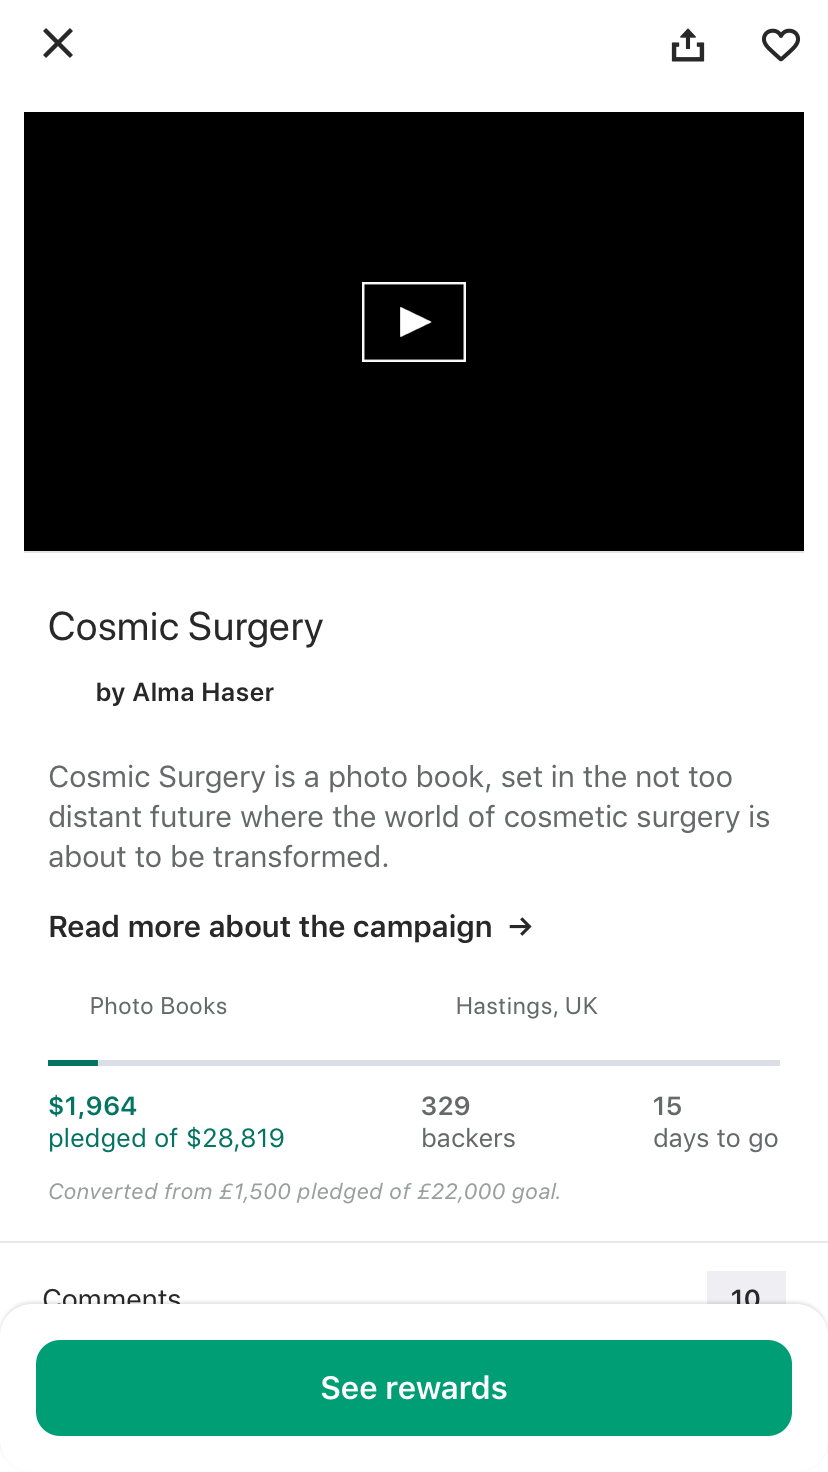 Cosmic Surgery
by Alma Haser
Cosmic Surgery is a photo book, set in the not too
distant future where the world of cosmetic surgery is
about to be transformed.
Read more about the campaign →
Photo Books
Hastings, UK
$1,964
pledged of $28,819
329
backers
15
days to go
Converted from £1,500 pledged of £22,000 goal.
Comments
10
See rewards